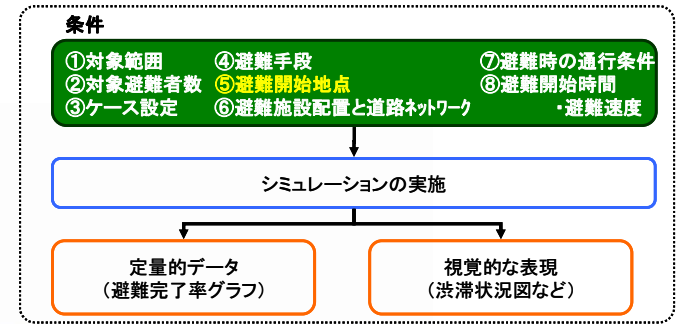 条件
①対象範囲 ④避難手段 ⑦避難時の通行条件
②対象避難者数 ⑤避難開始地点 ⑧避難開始時間
③ケース設定 ⑥避難施設配置と道路ネットワーク ・避難速度
シミュレーションの実施
定量的データ
（避難完了率グラフ）
視覚的な表現
（渋滞状況図など）